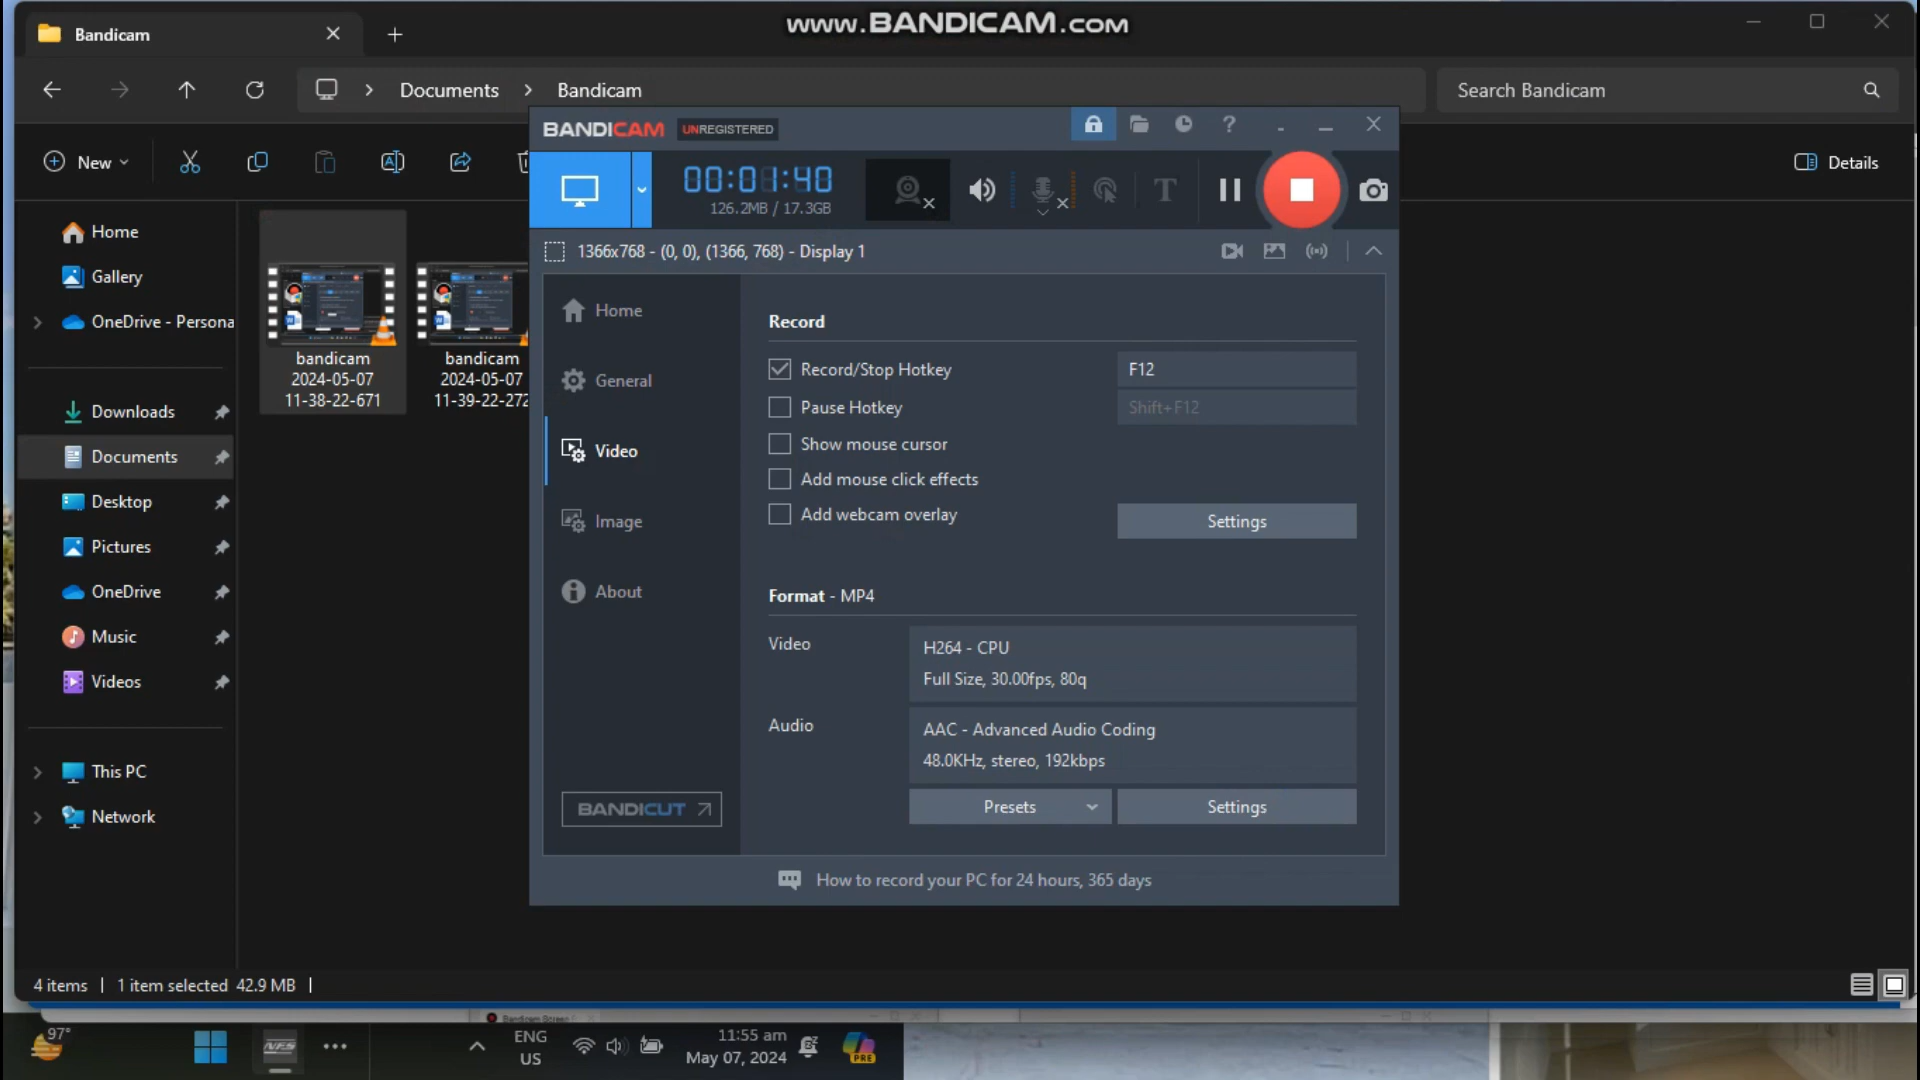 Bandicam
www.BANDICAM.com
Documents
Bandicam
Search Bandicam
New
Details
BANDICAM
UNREGISTERED
00:01:40
126.2MB / 17.3GB
1366x768 - (0, 0), (1366, 768) - Display 1
Home
Gallery
OneDrive - Persona
Downloads
Documents
Desktop
Pictures
OneDrive
Music
Videos
This PC
Network
bandicam
2024-05-07
11-38-22-671
bandicam
2024-05-07
11-39-22-272
Home
General
Video
Image
About
BANDICUT
Record
Record/Stop Hotkey
F12
Pause Hotkey
Shift+F12
Show mouse cursor
Add mouse click effects
Add webcam overlay
Settings
Format - MP4
Video
H264 - CPU
Full Size, 30.00fps, 80q
Audio
AAC - Advanced Audio Coding
48.0KHz, stereo, 192kbps
Presets
Settings
How to record your PC for 24 hours, 365 days
4 items
1 item selected 42.9 MB
97°
NFS
ENG
US
11:55 am
May 07, 2024
PRE